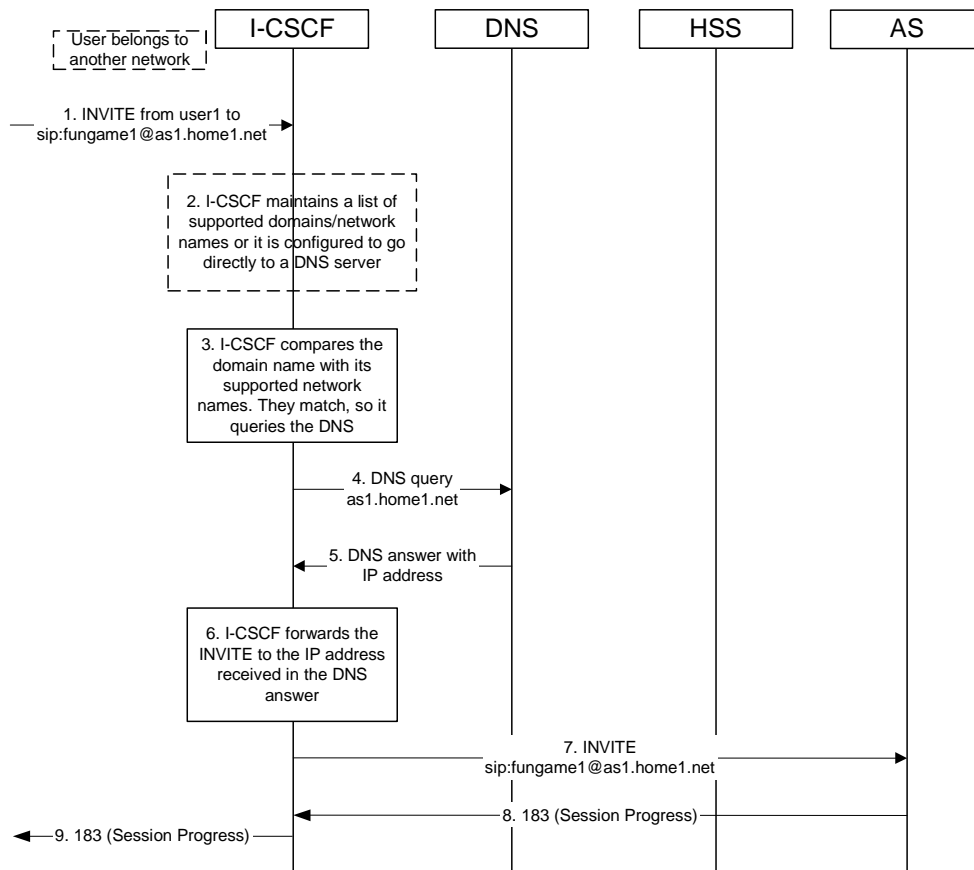 I-CSCF
DNS
HSS
AS
User belongs to
another network
1. INVITE from user1 to
sip:fungame1@as1.home1.net
2. I-CSCF maintains a list of
supported domains/network
names or it is configured to go
directly to a DNS server
3. I-CSCF compares the
domain name with its
supported network
names. They match, so it
queries the DNS
4. DNS query
as1.home1.net
5. DNS answer with
IP address
6. I-CSCF forwards the
INVITE to the IP address
received in the DNS
answer
7. INVITE
sip:fungame1@as1.home1.net
8. 183 (Session Progress)
9. 183 (Session Progress)